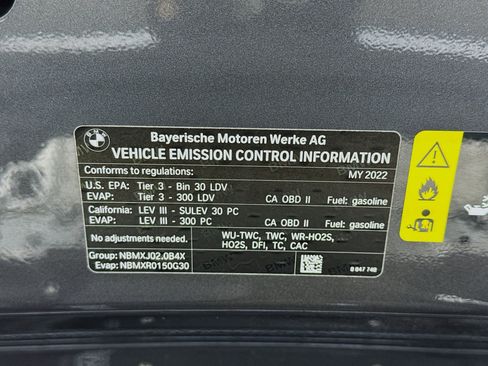 BMW
Bayerische Motoren Werke AG
VEHICLE EMISSION CONTROL INFORMATION
Conforms to regulations: MY 2022
U.S. EPA: Tier 3 - Bin 30 LDV
EVAP: Tier 3 - 300 LDV CA OBD II Fuel: gasoline
California: LEV III - SULEV 30 PC
EVAP: LEV III - 300 PC CA OBD II Fuel: gasoline
No adjustments needed. WU-TWC, TWC, WR-HO2S,
HO2S, DFI, TC, CAC
Group: NBMXJ02.0B4X
Evap: NBMXR0150G30 9 847 748